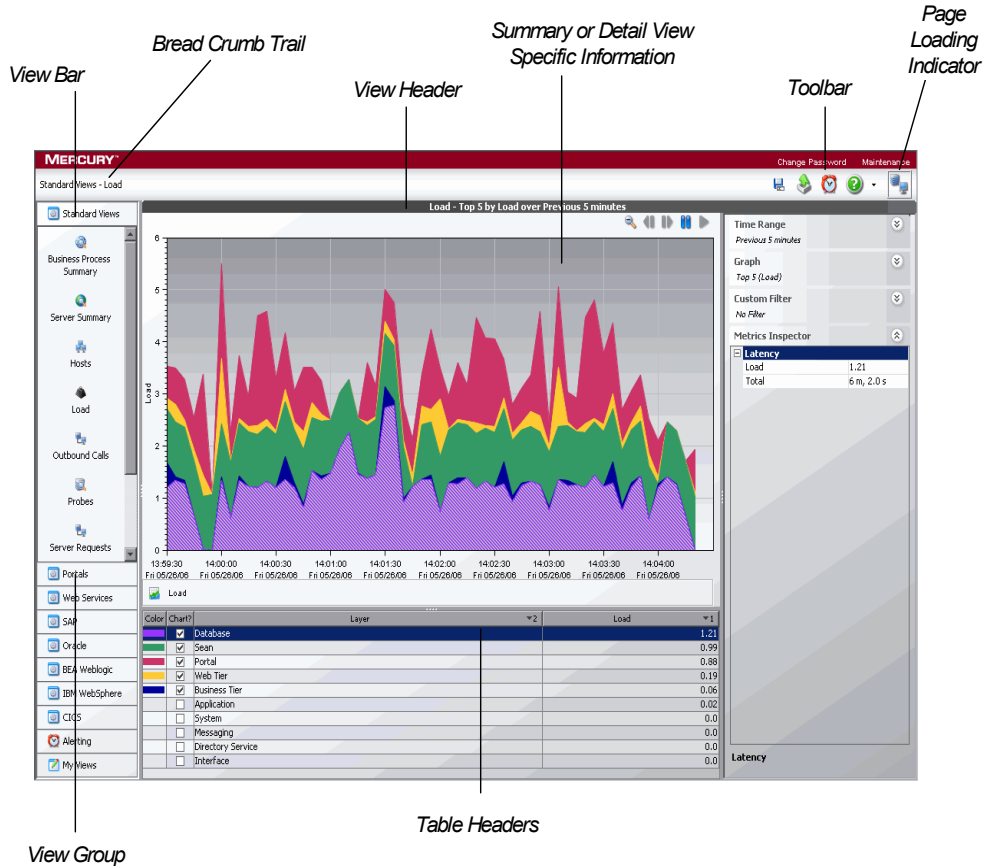 Page
Loading
Indicator
Summary or Detail View
Specific Information
Bread Crumb Trail
View Bar
View Header
Toolbar
MERCURY™
Change Password Maintenance
Standard Views - Load
Standard Views
Load - Top 5 by Load over Previous 5 minutes
Business Process
Summary
Server Summary
Hosts
Load
Outbound Calls
Probes
Server Requests
Portals
Web Services
SAP
Oracle
BEA Weblogic
IBM WebSphere
CICS
Alerting
My Views
6
5
4
3
2
1
0
Load
13:59:30 14:00:00 14:00:30 14:01:00 14:01:30 14:02:00 14:02:30 14:03:00 14:03:30 14:04:00
Fri 05/26/06 Fri 05/26/06 Fri 05/26/06 Fri 05/26/06 Fri 05/26/06 Fri 05/26/06 Fri 05/26/06 Fri 05/26/06 Fri 05/26/06 Fri 05/26/06
Load
Color Chart? Layer 2 Load 1
Database 1.21
Sean 0.99
Portal 0.88
Web Tier 0.19
Business Tier 0.06
Application 0.02
System 0.0
Messaging 0.0
Directory Service 0.0
Interface 0.0
Time Range
Previous 5 minutes
Graph
Top 5 (Load)
Custom Filter
No Filter
Metrics Inspector
Latency
Load 1.21
Total 6 m, 2.0 s
Latency
Table Headers
View Group